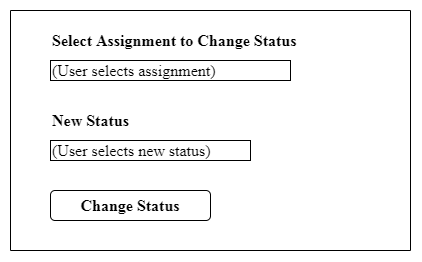 Select Assignment to Change Status
(User selects assignment)
New Status
(User selects new status)
Change Status